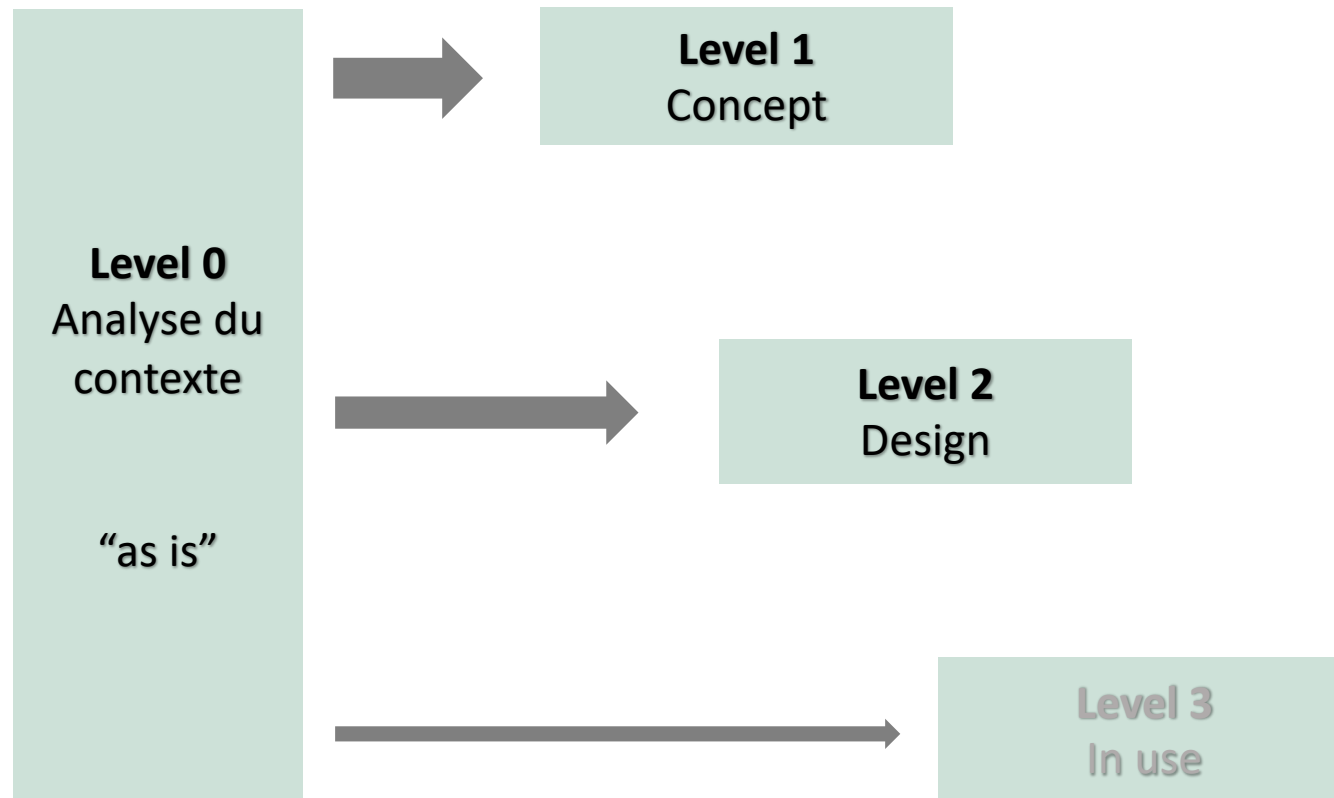 Level 0
Analyse du
contexte
“as is”
Level 1
Concept
Level 2
Design
Level 3
In use